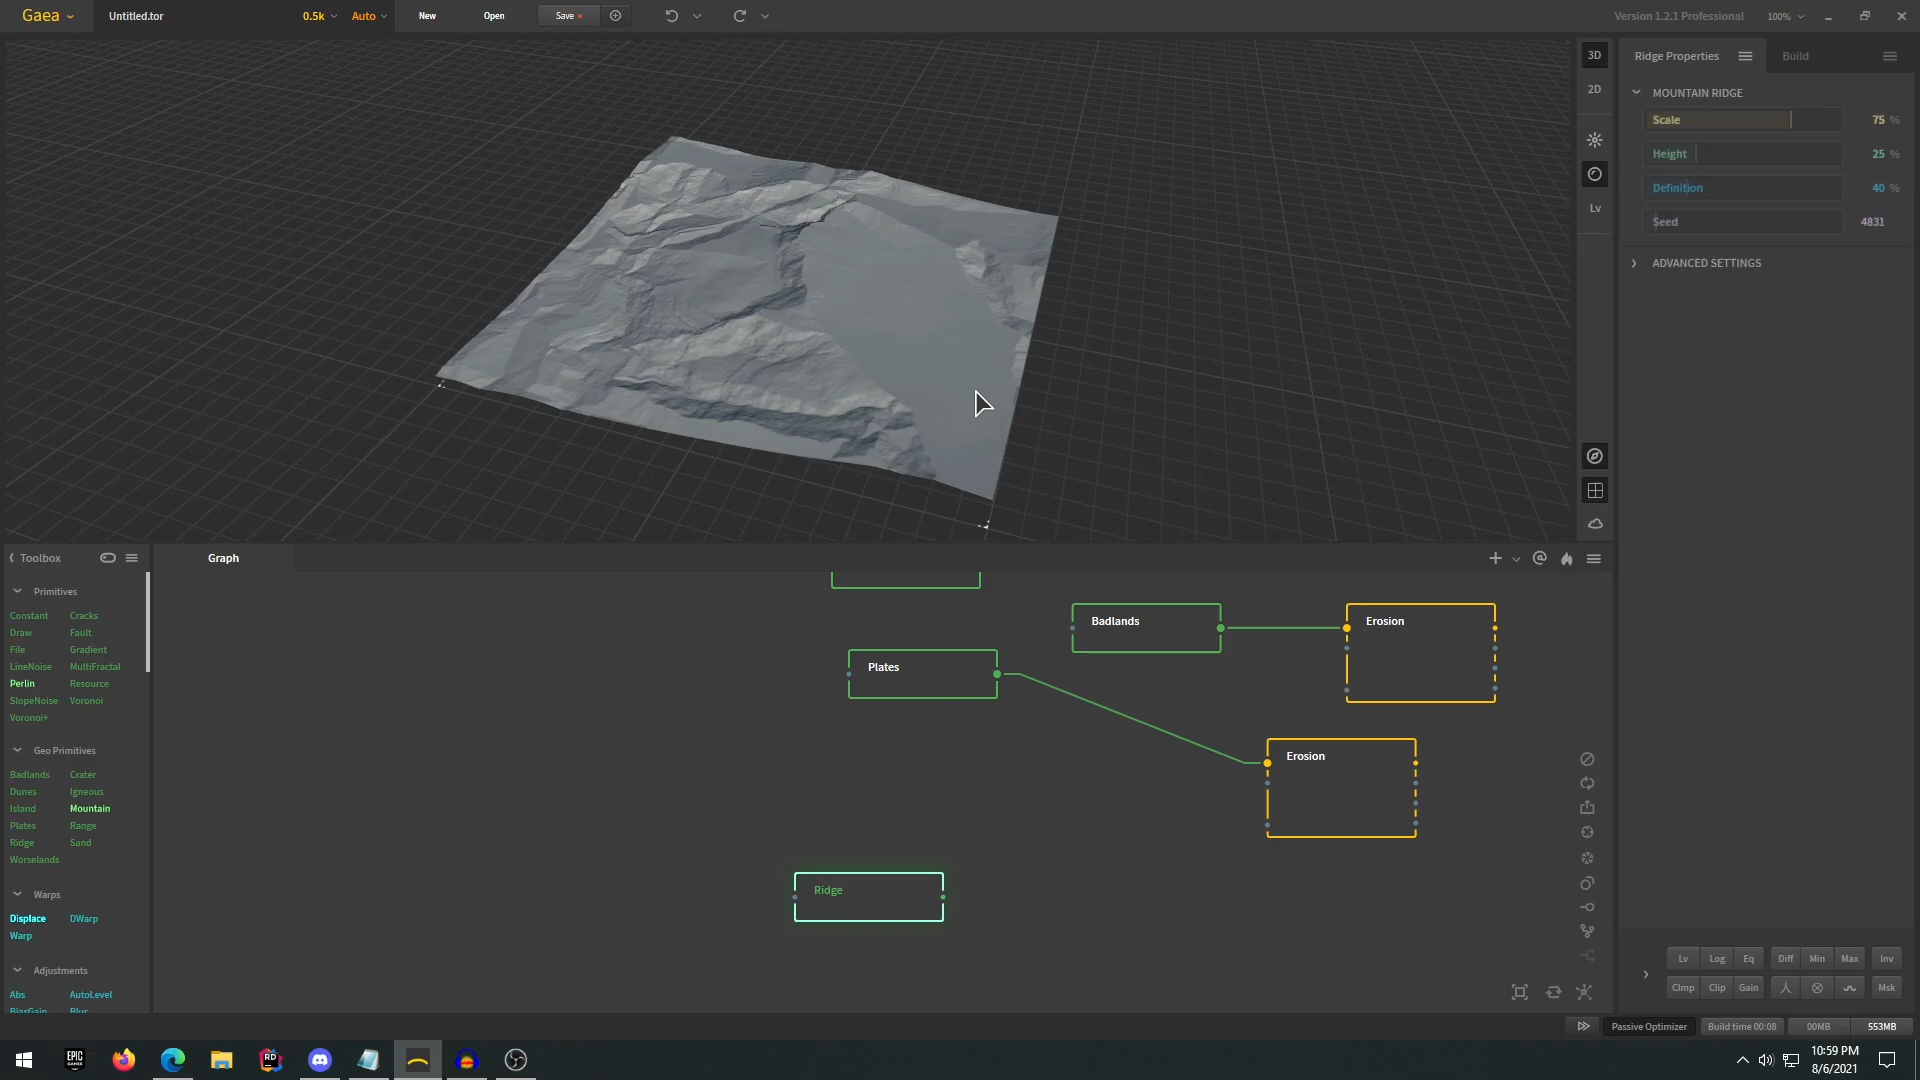 Gaea
Untitled.tor
0.5k
Auto
New
Open
Save
Version 1.2.1 Professional
100%
3D
2D
Lv
Ridge Properties
Build
MOUNTAIN RIDGE
Scale 75 %
Height 25 %
Definition 40 %
Seed 4831
ADVANCED SETTINGS
Toolbox
Graph
Primitives
Constant Cracks
Draw Fault
File Gradient
LineNoise MultiFractal
Perlin Resource
SlopeNoise Voronoi
Voronoi+
Geo Primitives
Badlands Crater
Dunes Igneous
Island Mountain
Plates Range
Ridge Sand
Worselands
Warps
Displace DWarp
Warp
Adjustments
Abs AutoLevel
BiasGain Blur
Badlands
Erosion
Plates
Erosion
Ridge
Lv Log Eq Diff Min Max Inv
Clmp Clip Gain Msk
Passive Optimizer Build time 00:08 00MB 553MB
EPIC GAMES
RD
10:59 PM
8/6/2021